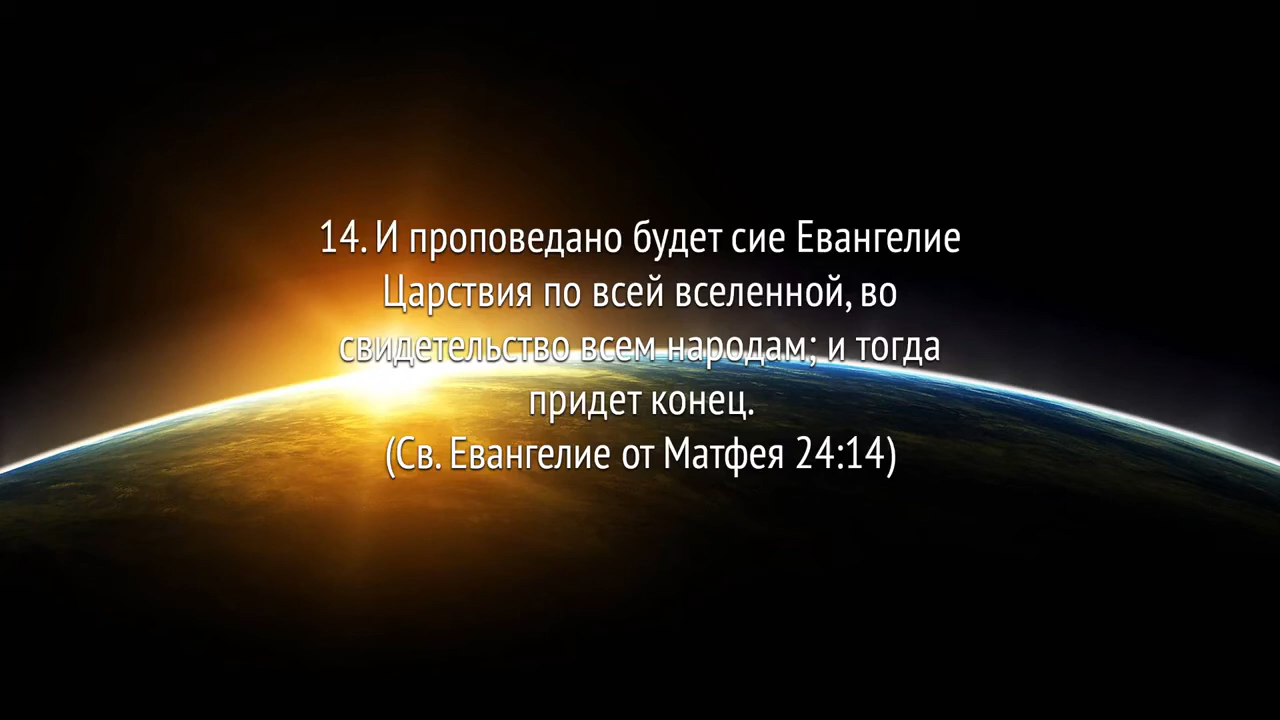 14. И проповедано будет сие Евангелие
Царствия по всей вселенной, во
свидетельство всем народам; и тогда
придет конец.
(Св. Евангелие от Матфея 24:14)